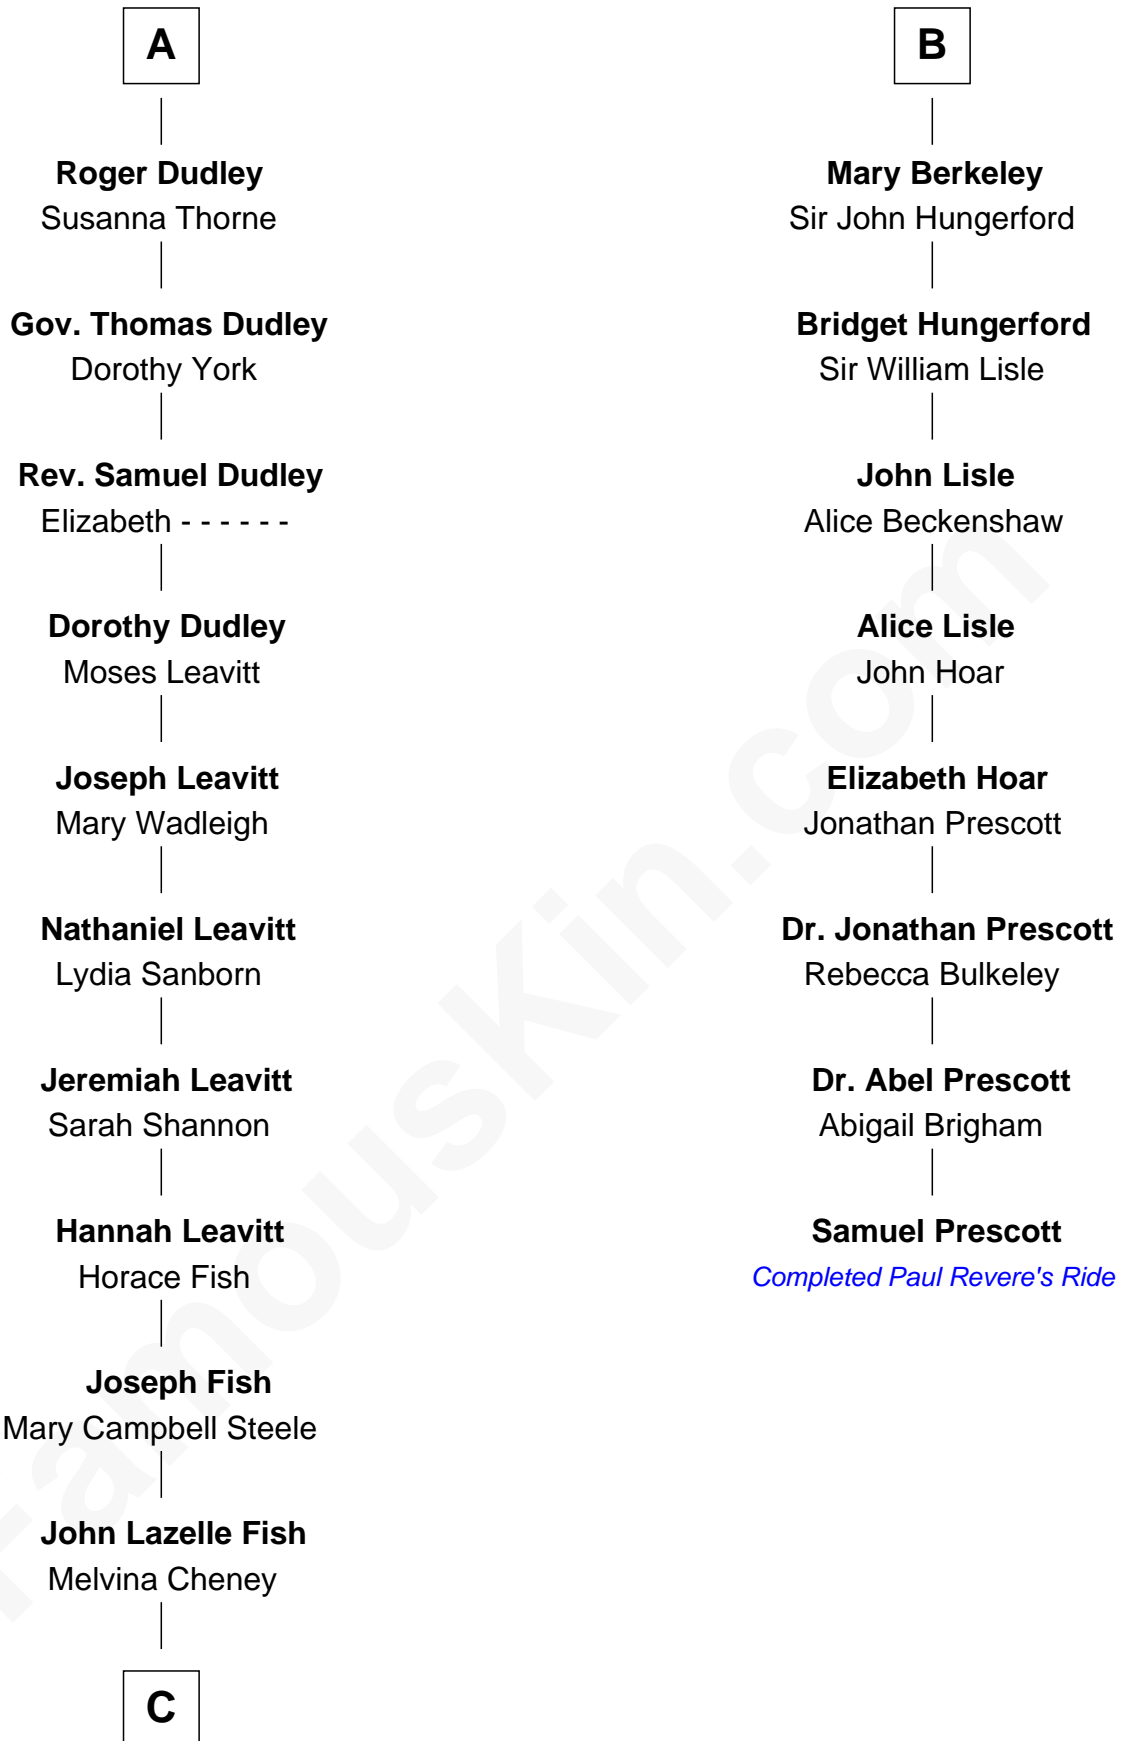 A
Roger Dudley
Susanna Thorne
Gov. Thomas Dudley
Dorothy York
Rev. Samuel Dudley
Elizabeth - - - - - -
Dorothy Dudley
Moses Leavitt
Joseph Leavitt
Mary Wadleigh
Nathaniel Leavitt
Lydia Sanborn
Jeremiah Leavitt
Sarah Shannon
Hannah Leavitt
Horace Fish
Joseph Fish
Mary Campbell Steele
John Lazelle Fish
Melvina Cheney
C
B
Mary Berkeley
Sir John Hungerford
Bridget Hungerford
Sir William Lisle
John Lisle
Alice Beckenshaw
Alice Lisle
John Hoar
Elizabeth Hoar
Jonathan Prescott
Dr. Jonathan Prescott
Rebecca Bulkeley
Dr. Abel Prescott
Abigail Brigham
Samuel Prescott
Completed Paul Revere's Ride
FamousKin.com